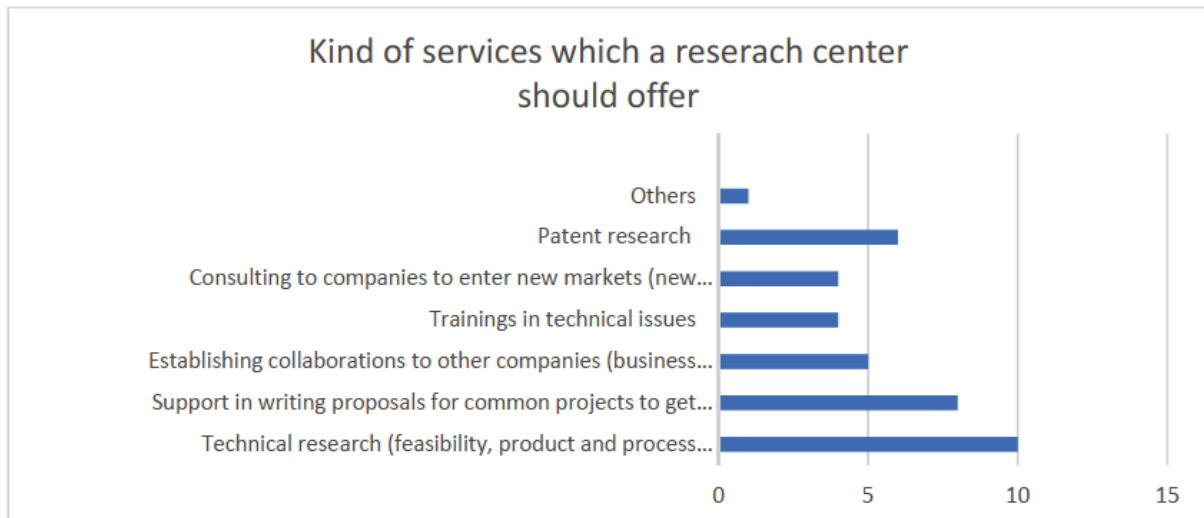 Kind of services which a reserach center
should offer
Others
Patent research
Consulting to companies to enter new markets (new...
Trainings in technical issues
Establishing collaborations to other companies (business...
Support in writing proposals for common projects to get...
Technical research (feasibility, product and process...
0 5 10 15